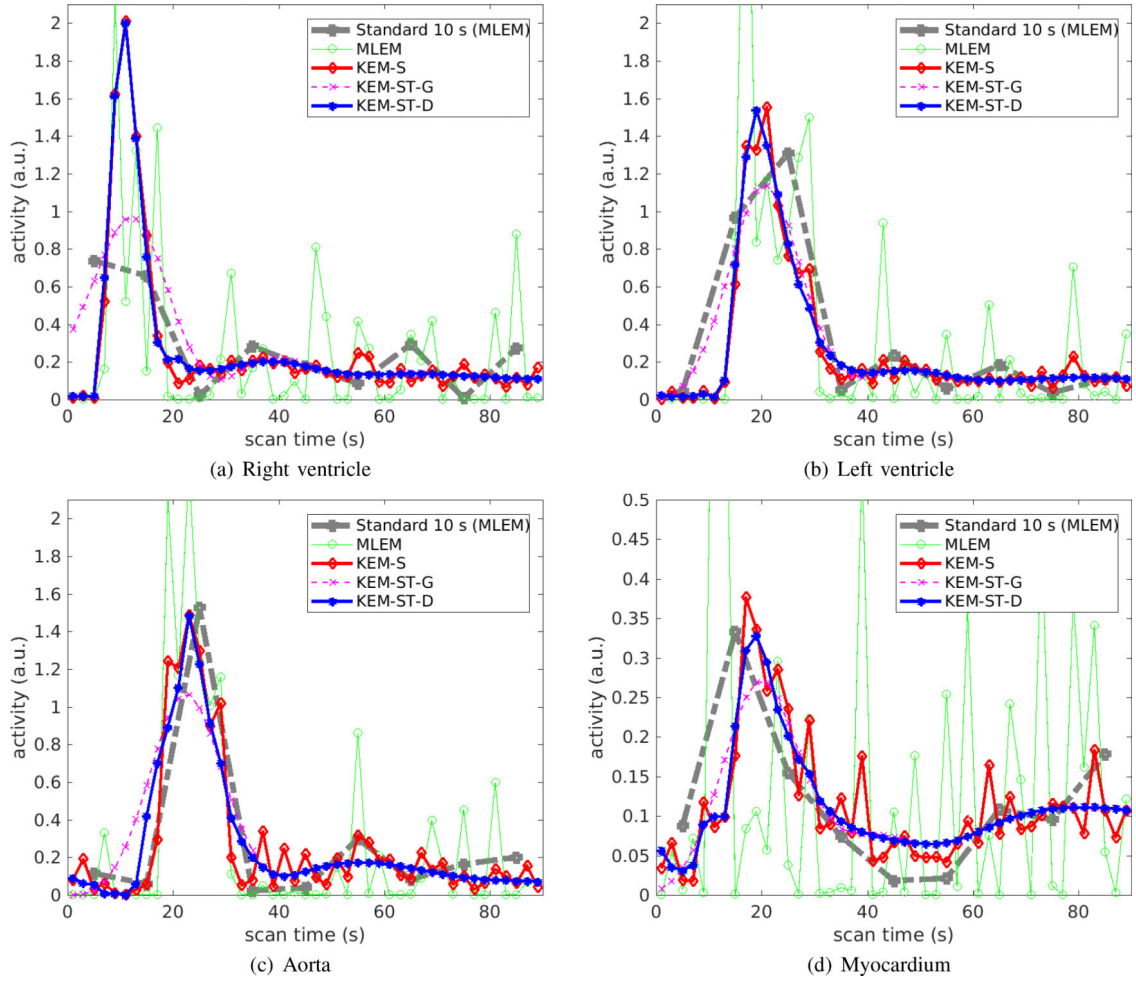 2
1.8
1.6
1.4
1.2
1
0.8
0.6
0.4
0.2
0
activity (a.u.)
0 20 40 60 80
scan time (s)
Standard 10 s (MLEM)
MLEM
KEM-S
KEM-ST-G
KEM-ST-D
(a) Right ventricle
2
1.8
1.6
1.4
1.2
1
0.8
0.6
0.4
0.2
0
activity (a.u.)
0 20 40 60 80
scan time (s)
Standard 10 s (MLEM)
MLEM
KEM-S
KEM-ST-G
KEM-ST-D
(b) Left ventricle
2
1.8
1.6
1.4
1.2
1
0.8
0.6
0.4
0.2
0
activity (a.u.)
0 20 40 60 80
scan time (s)
Standard 10 s (MLEM)
MLEM
KEM-S
KEM-ST-G
KEM-ST-D
(c) Aorta
0.5
0.45
0.4
0.35
0.3
0.25
0.2
0.15
0.1
0.05
0
activity (a.u.)
0 20 40 60 80
scan time (s)
Standard 10 s (MLEM)
MLEM
KEM-S
KEM-ST-G
KEM-ST-D
(d) Myocardium